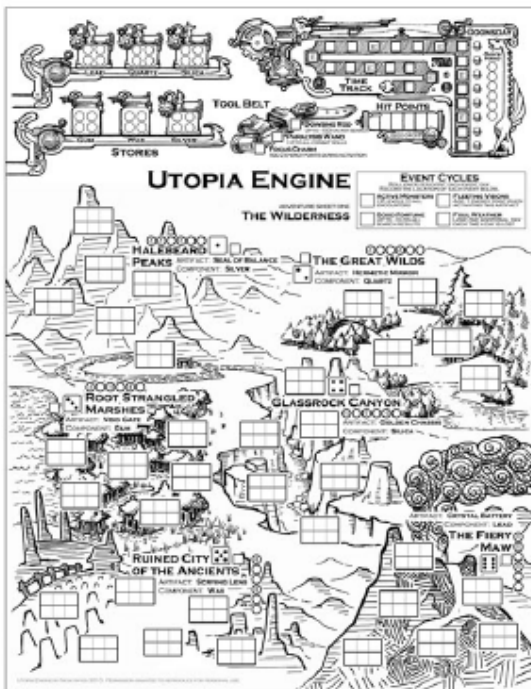 DOOMSDAY
LEAD QUARTZ SILICA
TIME
TRACK
TOOL BELT
HIT POINTS
DOWSING ROD
PARALYSIS WAND
FOCUS CHARM
GUM WAX SILVER
STORES
UTOPIA ENGINE
ADVENTURE SHEET ONE
THE WILDERNESS
EVENT CYCLES
ACTIVE MONSTERS
FLEETING VISIONS
GOOD FORTUNE
FOUL WEATHER
HALEBEARD
PEAKS
ARTIFACT: SEAL OF BALANCE
COMPONENT: SILVER
THE GREAT WILDS
ARTIFACT: HERMETIC MIRROR
COMPONENT: QUARTZ
ROOT STRANGLED
MARSHES
ARTIFACT: VOID GATE
COMPONENT: GUM
GLASSROCK CANYON
ARTIFACT: GOLDEN CHASSIS
COMPONENT: SILICA
ARTIFACT: CRYSTAL BATTERY
COMPONENT: LEAD
THE FIERY
MAW
RUINED CITY
OF THE ANCIENTS
ARTIFACT: SCRYING LENS
COMPONENT: WAX